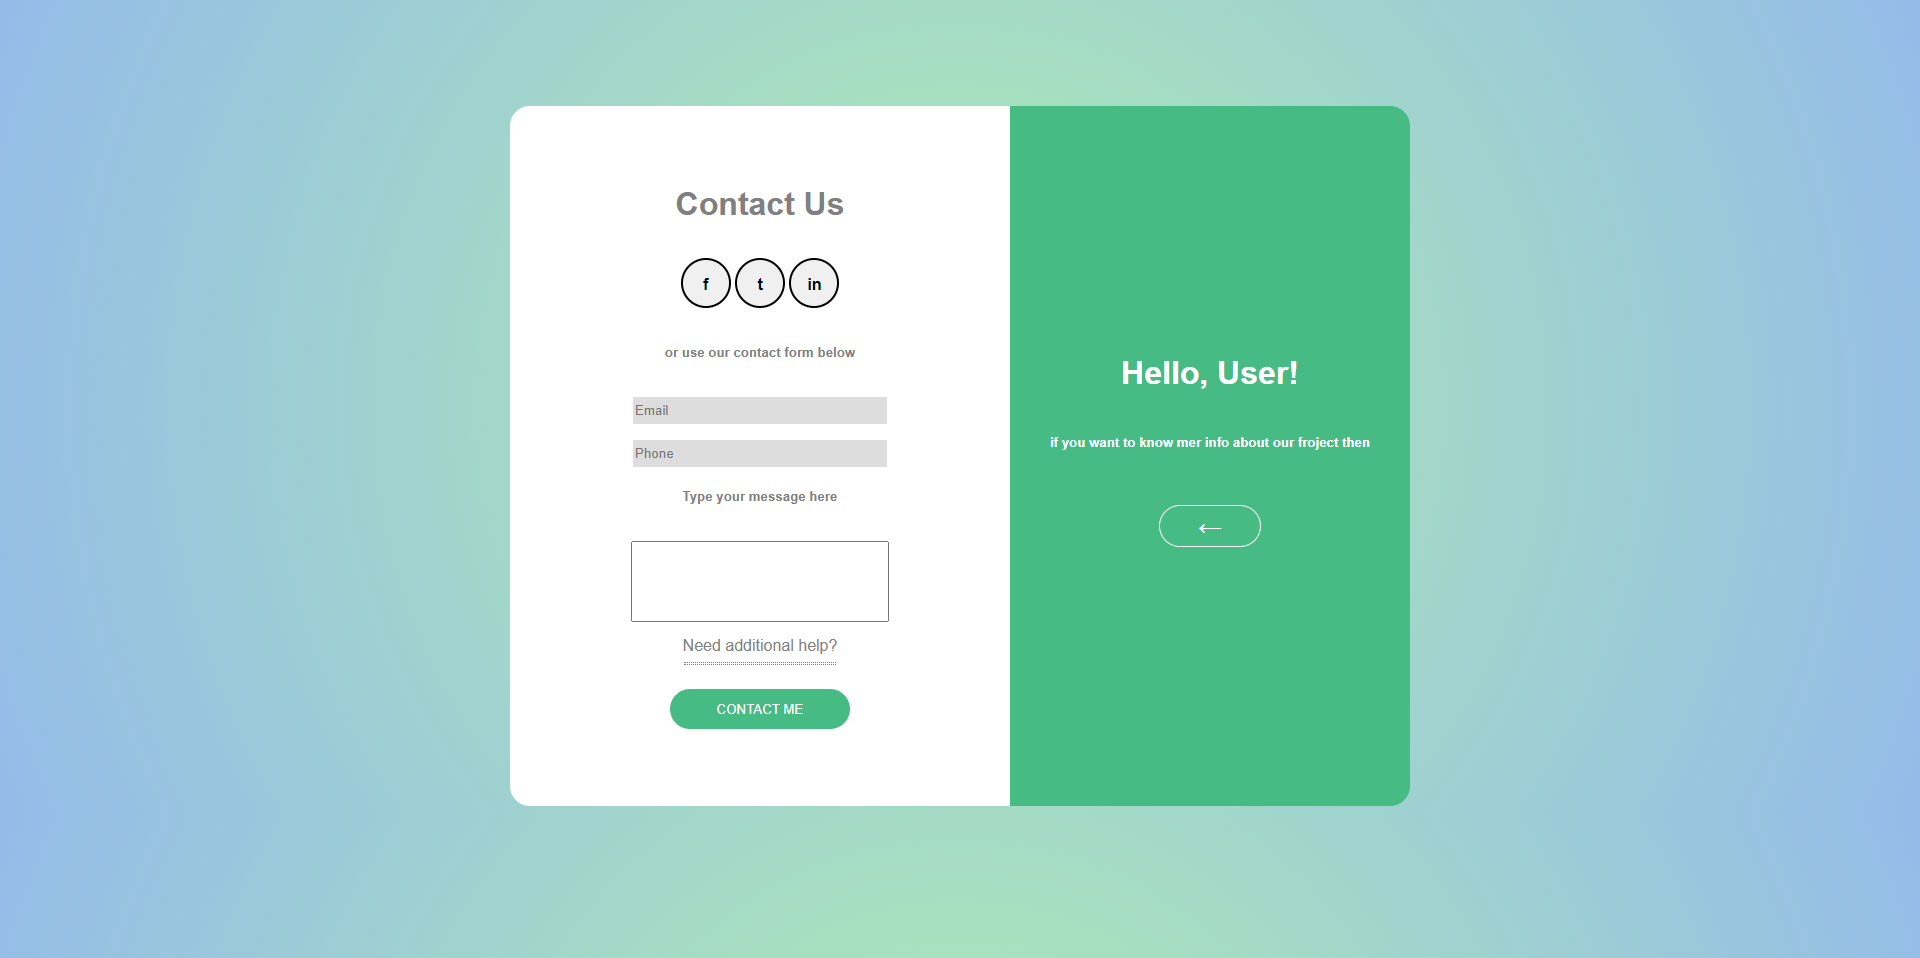 Contact Us
f t in
or use our contact form below
Email
Phone
Type your message here
Need additional help?
CONTACT ME
Hello, User!
if you want to know mer info about our froject then
←